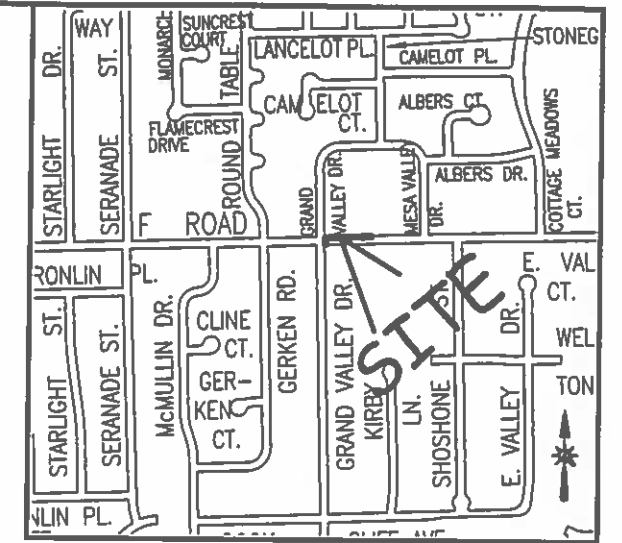 WAY
DR.
ST.
STARLIGHT
SERANADE
MONARCH
SUNCREST
COURT
FLAMECREST
DRIVE
TABLE
ROUND
LANCELOT PL.
STONEG
CAMELOT PL.
CAMELOT
CT.
ALBERS CT.
ALBERS DR.
COTTAGE MEADOWS
CT.
GRAND
VALLEY DR.
MESA VALLEY
DR.
F ROAD
RONLIN PL.
STARLIGHT ST.
SERANADE ST.
McMULLIN DR.
CLINE
CT.
GER-
KEN
CT.
GERKEN RD.
GRAND VALLEY DR.
KIRBY
LN.
SHOSHONE
ST.
SITE
E. VALLEY DR.
E. VAL
CT.
WEL
TON
NLIN PL.